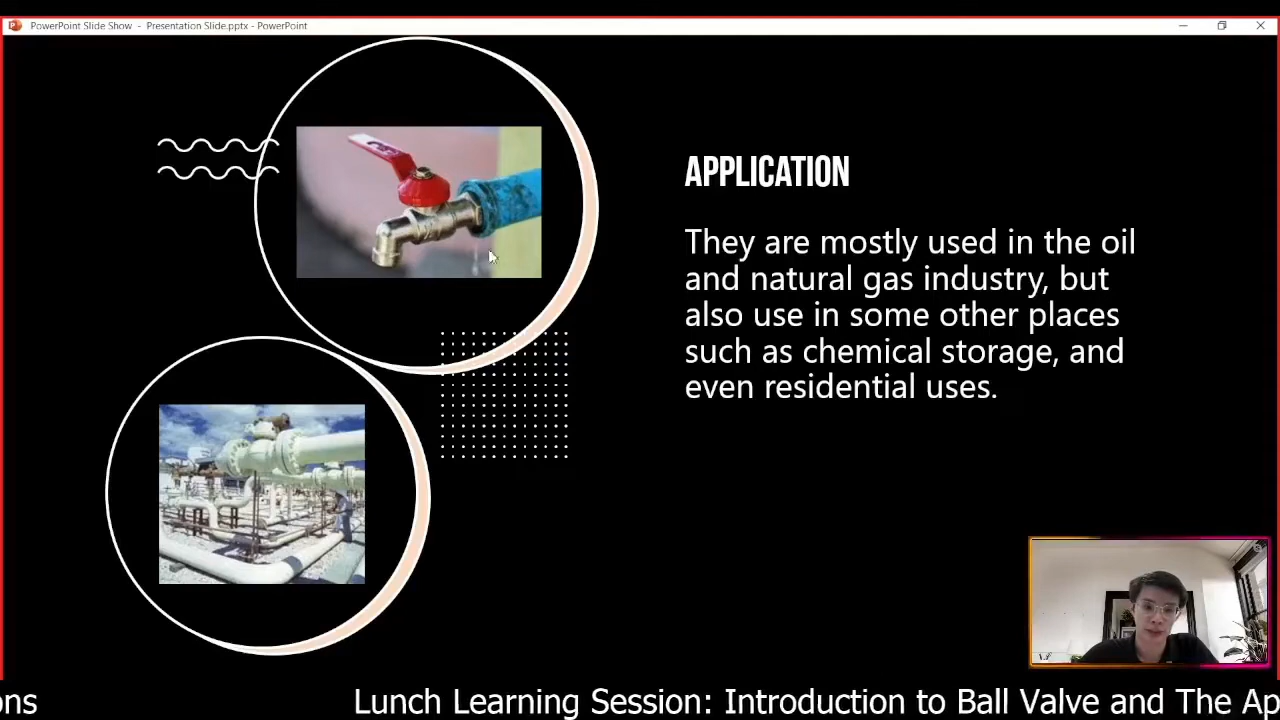 PowerPoint Slide Show - Presentation Slide.pptx - PowerPoint
APPLICATION
They are mostly used in the oil
and natural gas industry, but
also use in some other places
such as chemical storage, and
even residential uses.
ons
Lunch Learning Session: Introduction to Ball Valve and The Ap